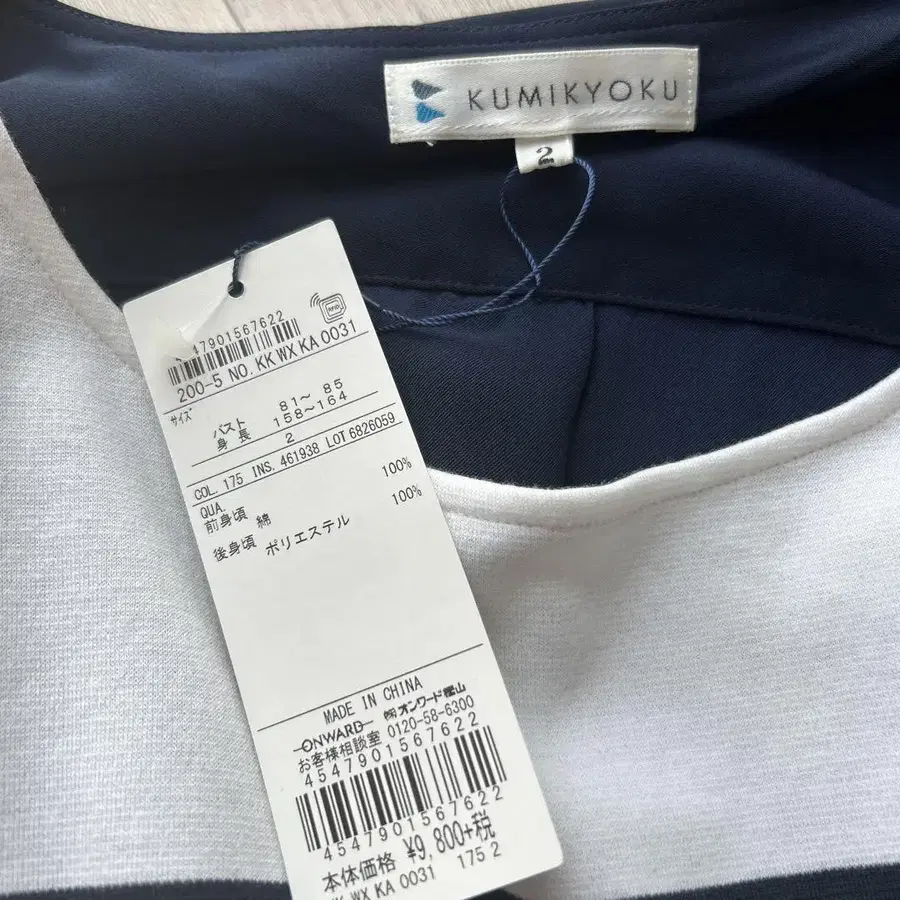 KUMIKYOKU
2
RFID
4547901567622
200-5 NO. KK WX KA 0031
サイズ
バスト 81〜 85
身長 158〜164
2
COL. 175 INS. 461938 LOT 6826059
QUA.
前身頃 綿 100%
後身頃 ポリエステル 100%
MADE IN CHINA
ONWARD ㈱オンワード樫山
お客様相談室 0120-58-6300
4547901567622
4547901567622
本体価格 ¥9,800+税
KK WX KA 0031 175 2